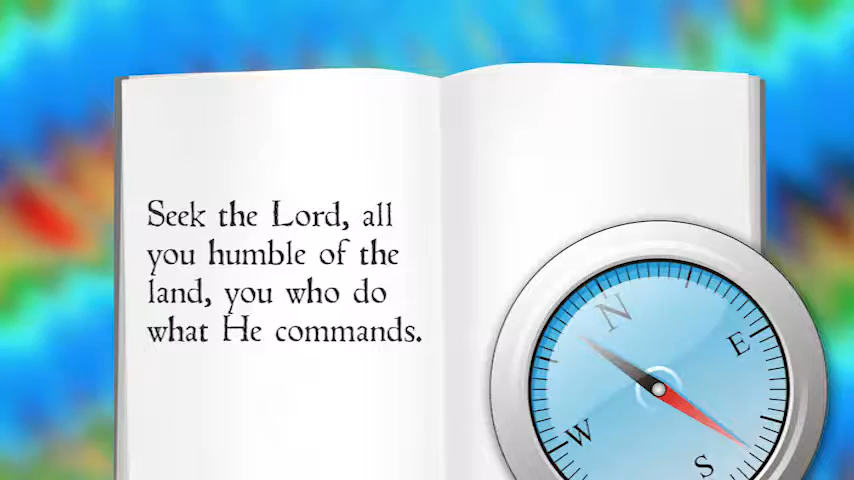 Seek the Lord, all
you humble of the
land, you who do
what He commands.
N
E
W
S